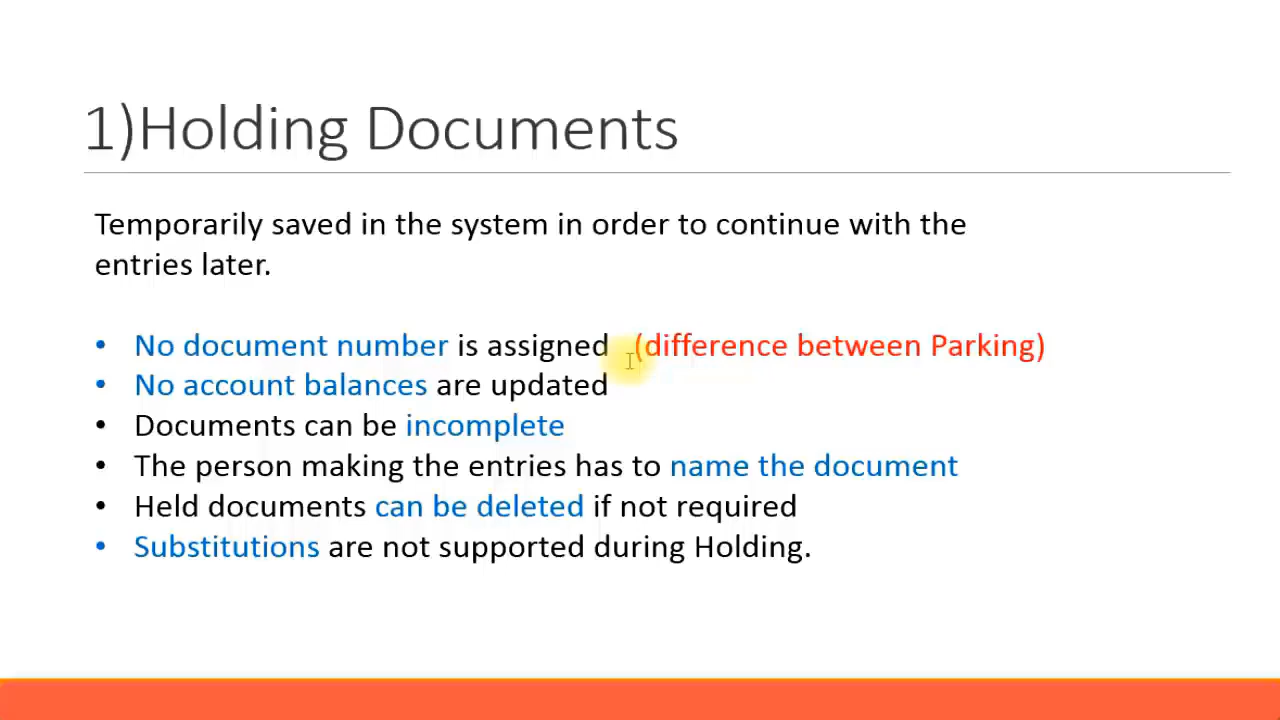 1)Holding Documents
Temporarily saved in the system in order to continue with the
entries later.
• No document number is assigned (difference between Parking)
• No account balances are updated
• Documents can be incomplete
• The person making the entries has to name the document
• Held documents can be deleted if not required
• Substitutions are not supported during Holding.